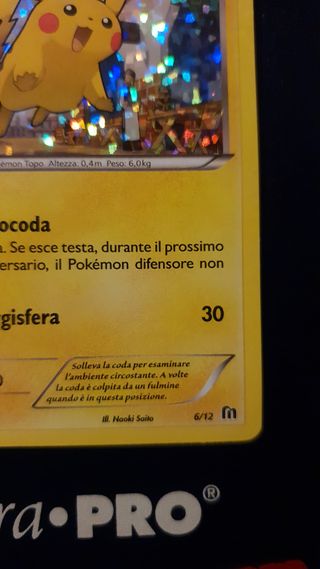 Pokémon Topo Altezza: 0,4m Peso: 6,0kg
ocoda
a. Se esce testa, durante il prossimo
ersario, il Pokémon difensore non
gisfera 30
Solleva la coda per esaminare
l'ambiente circostante. A volte
la coda è colpita da un fulmine
quando è in questa posizione.
Ill. Naoki Saito 6/12 m
ra•PRO®